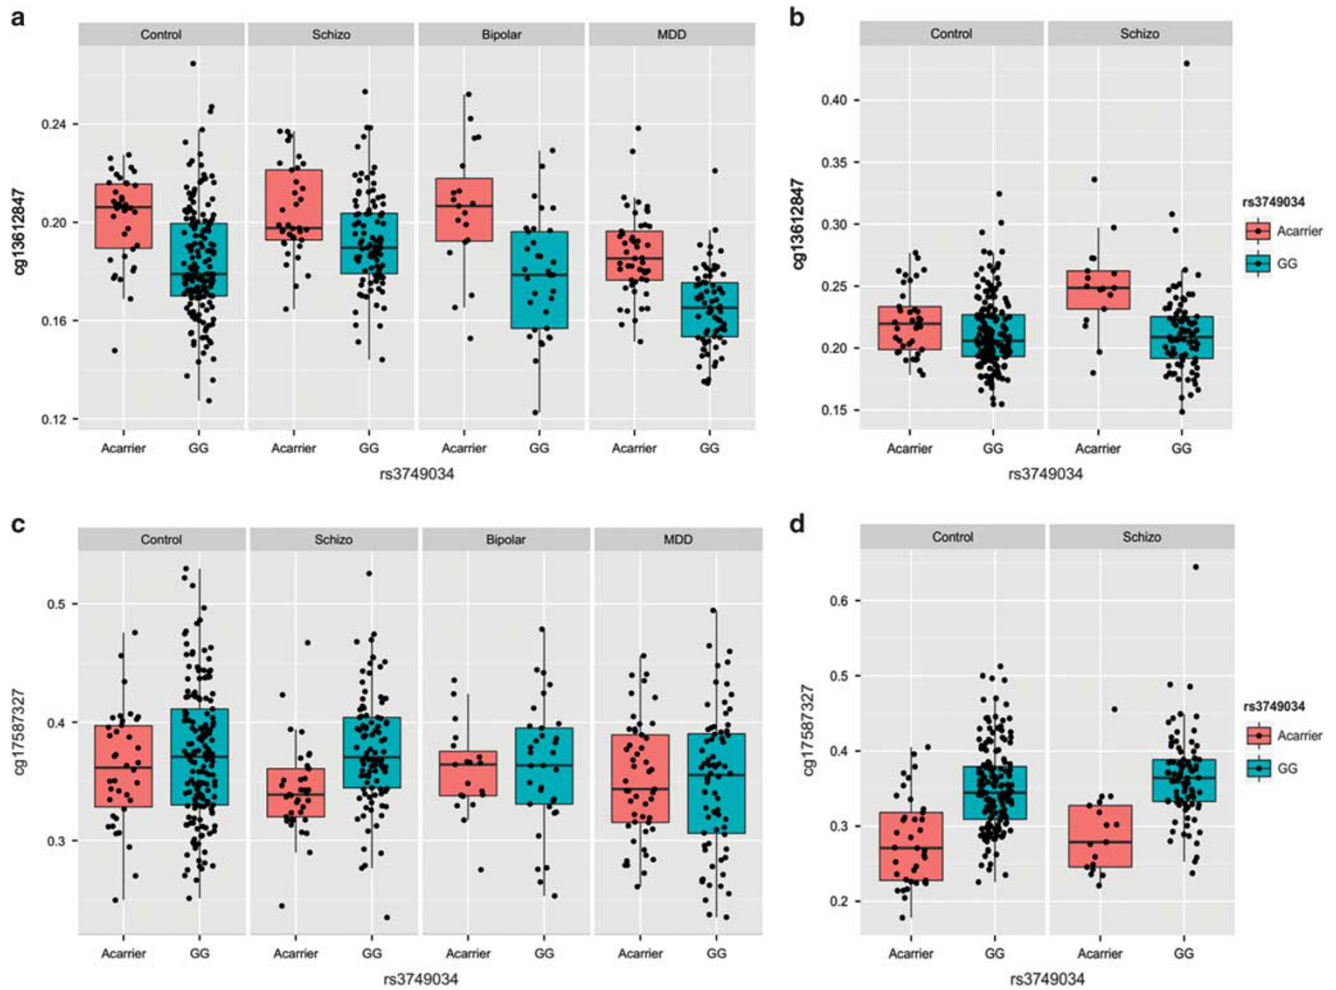 a
Control Schizo Bipolar MDD
cg13612847
0.24
0.20
0.16
0.12
Acarrier GG Acarrier GG Acarrier GG Acarrier GG
rs3749034
b
Control Schizo
cg13612847
0.40
0.35
0.30
0.25
0.20
0.15
Acarrier GG Acarrier GG
rs3749034
rs3749034
Acarrier
GG
c
Control Schizo Bipolar MDD
cg17587327
0.5
0.4
0.3
Acarrier GG Acarrier GG Acarrier GG Acarrier GG
rs3749034
d
Control Schizo
cg17587327
0.6
0.5
0.4
0.3
0.2
Acarrier GG Acarrier GG
rs3749034
rs3749034
Acarrier
GG